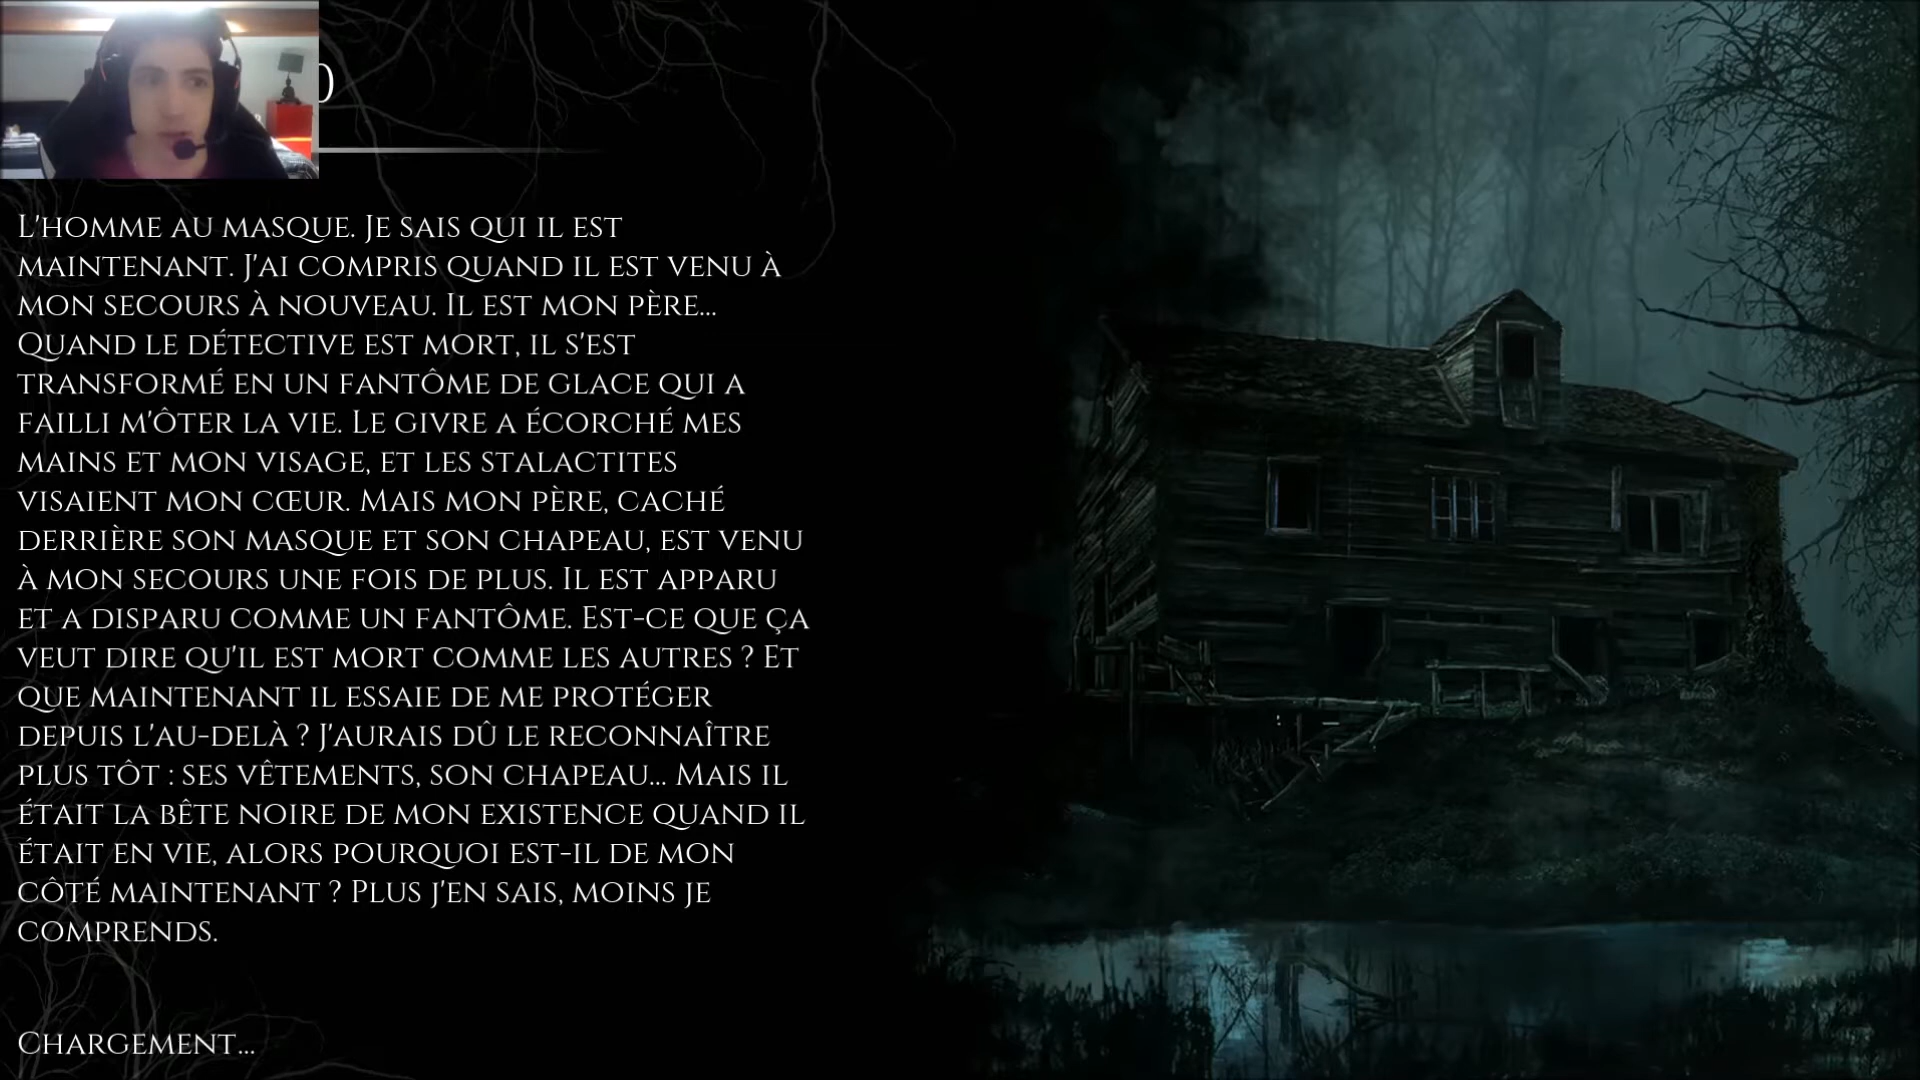 0
L'homme au masque. Je sais qui il est
maintenant. J'ai compris quand il est venu à
mon secours à nouveau. Il est mon père...
Quand le détective est mort, il s'est
transformé en un fantôme de glace qui a
failli m'ôter la vie. Le givre a écorché mes
mains et mon visage, et les stalactites
visaient mon cœur. Mais mon père, caché
derrière son masque et son chapeau, est venu
à mon secours une fois de plus. Il est apparu
et a disparu comme un fantôme. Est-ce que ça
veut dire qu'il est mort comme les autres ? Et
que maintenant il essaie de me protéger
depuis l'au-delà ? J'aurais dû le reconnaître
plus tôt : ses vêtements, son chapeau... Mais il
était la bête noire de mon existence quand il
était en vie, alors pourquoi est-il de mon
côté maintenant ? Plus j'en sais, moins je
comprends.
Chargement...